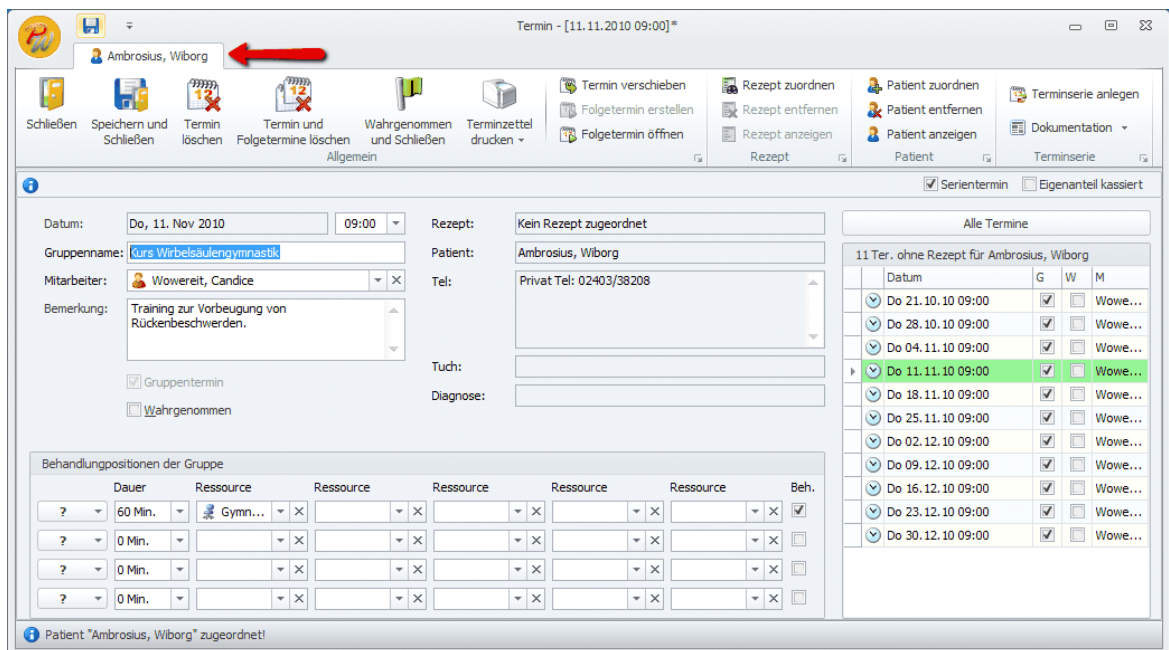 Termin - [11.11.2010 09:00]*
Ambrosius, Wiborg
Schließen
Speichern und Schließen
Termin löschen
Termin und Folgetermine löschen
Wahrgenommen und Schließen
Terminzettel drucken
Allgemein
Termin verschieben
Folgetermin erstellen
Folgetermin öffnen
Rezept zuordnen
Rezept entfernen
Rezept anzeigen
Rezept
Patient zuordnen
Patient entfernen
Patient anzeigen
Patient
Terminserie anlegen
Dokumentation
Terminserie
Serientermin Eigenanteil kassiert
Datum: Do, 11. Nov 2010 09:00
Gruppenname: Kurs Wirbelsäulengymnastik
Mitarbeiter: Wowereit, Candice
Bemerkung: Training zur Vorbeugung von
Rückenbeschwerden.
Gruppentermin
Wahrgenommen
Rezept: Kein Rezept zugeordnet
Patient: Ambrosius, Wiborg
Tel: Privat Tel: 02403/38208
Tuch:
Diagnose:
Behandlungpositionen der Gruppe
Dauer Ressource Ressource Ressource Ressource Ressource Beh.
? 60 Min. Gymn...
? 0 Min.
? 0 Min.
? 0 Min.
Alle Termine
11 Ter. ohne Rezept für Ambrosius, Wiborg
Datum G W M
Do 21.10.10 09:00 Wowe...
Do 28.10.10 09:00 Wowe...
Do 04.11.10 09:00 Wowe...
Do 11.11.10 09:00 Wowe...
Do 18.11.10 09:00 Wowe...
Do 25.11.10 09:00 Wowe...
Do 02.12.10 09:00 Wowe...
Do 09.12.10 09:00 Wowe...
Do 16.12.10 09:00 Wowe...
Do 23.12.10 09:00 Wowe...
Do 30.12.10 09:00 Wowe...
Patient "Ambrosius, Wiborg" zugeordnet!